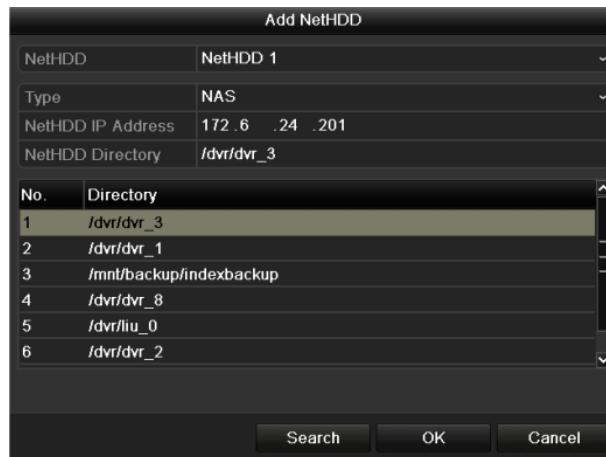 Add NetHDD
NetHDD NetHDD 1
Type NAS
NetHDD IP Address 172 .6 .24 .201
NetHDD Directory /dvr/dvr_3
No. Directory
1 /dvr/dvr_3
2 /dvr/dvr_1
3 /mnt/backup/indexbackup
4 /dvr/dvr_8
5 /dvr/liu_0
6 /dvr/dvr_2
Search OK Cancel